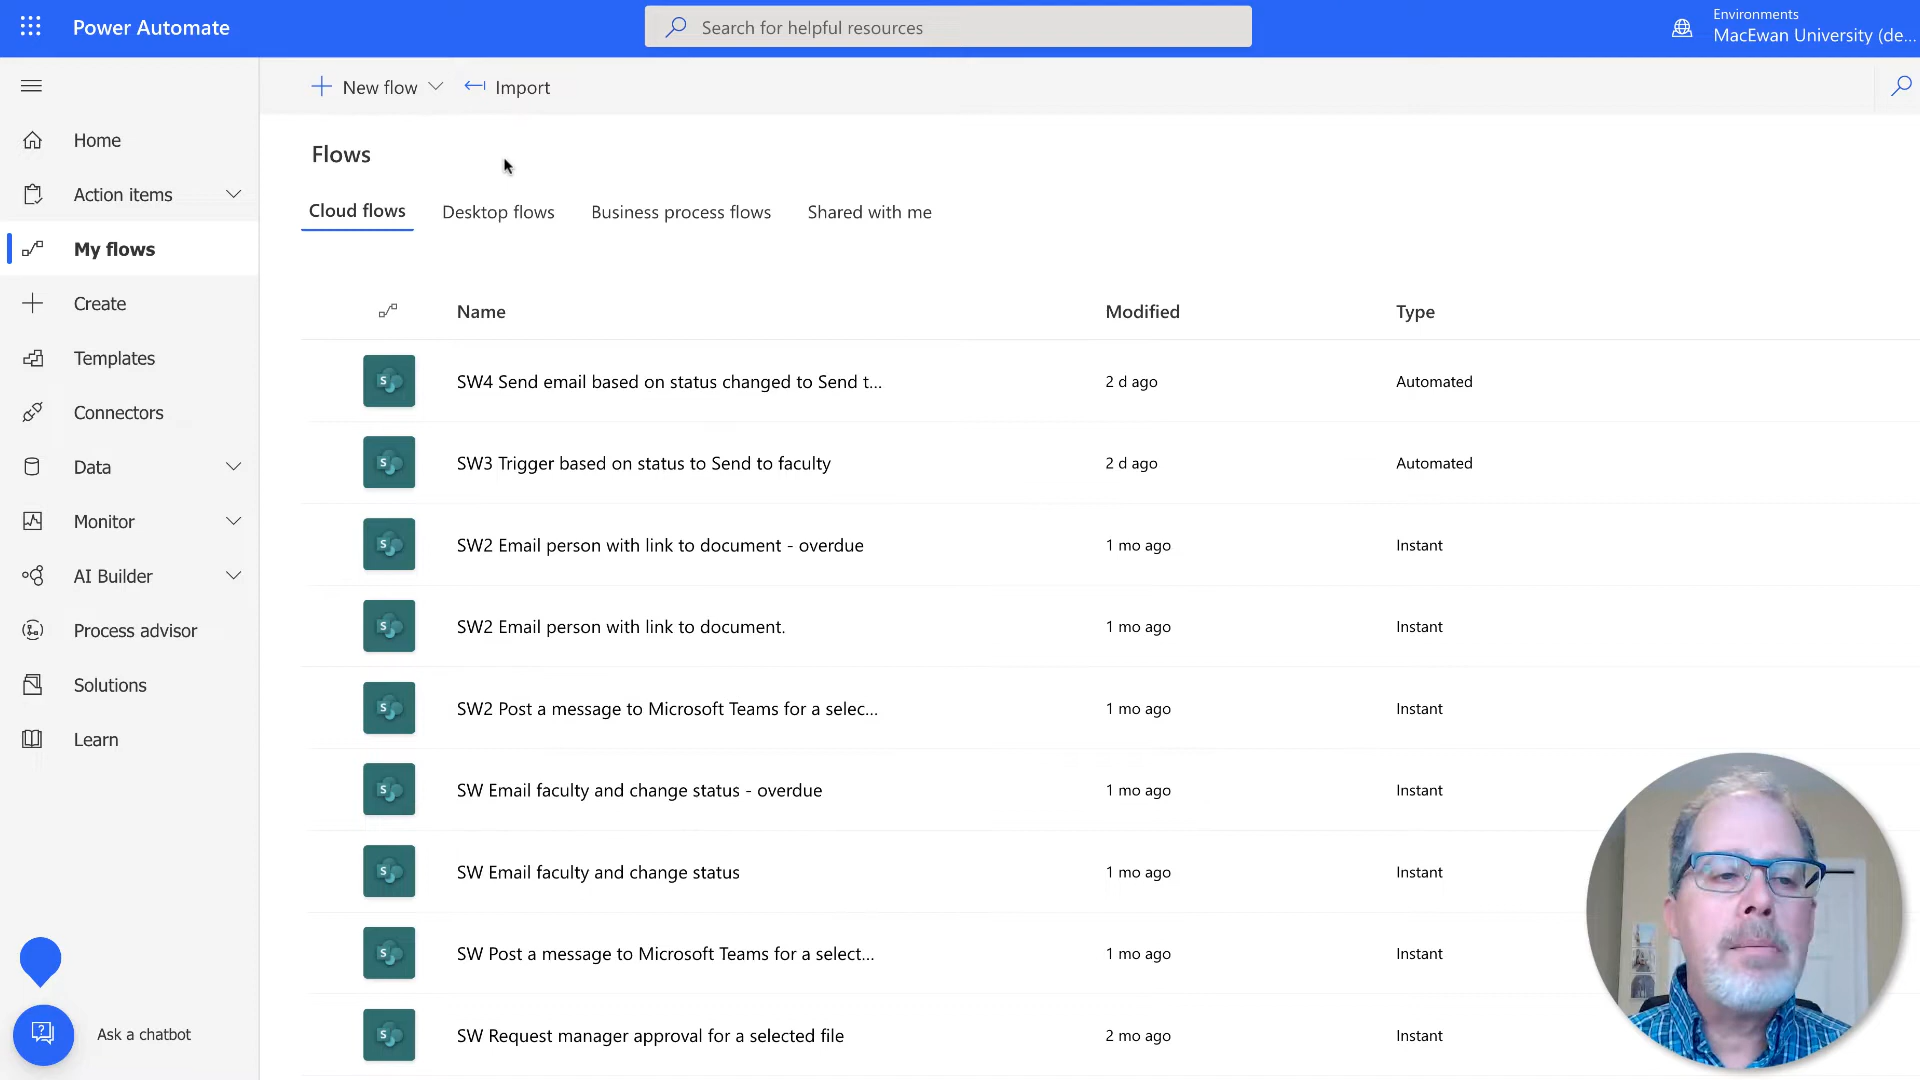 Power Automate
Search for helpful resources
Environments
MacEwan University (de...
New flow
Import
Home
Action items
My flows
Create
Templates
Connectors
Data
Monitor
AI Builder
Process advisor
Solutions
Learn
Ask a chatbot
Flows
Cloud flows Desktop flows Business process flows Shared with me
Name Modified Type
SW4 Send email based on status changed to Send t... 2 d ago Automated
SW3 Trigger based on status to Send to faculty 2 d ago Automated
SW2 Email person with link to document - overdue 1 mo ago Instant
SW2 Email person with link to document. 1 mo ago Instant
SW2 Post a message to Microsoft Teams for a selec... 1 mo ago Instant
SW Email faculty and change status - overdue 1 mo ago Instant
SW Email faculty and change status 1 mo ago Instant
SW Post a message to Microsoft Teams for a select... 1 mo ago Instant
SW Request manager approval for a selected file 2 mo ago Instant